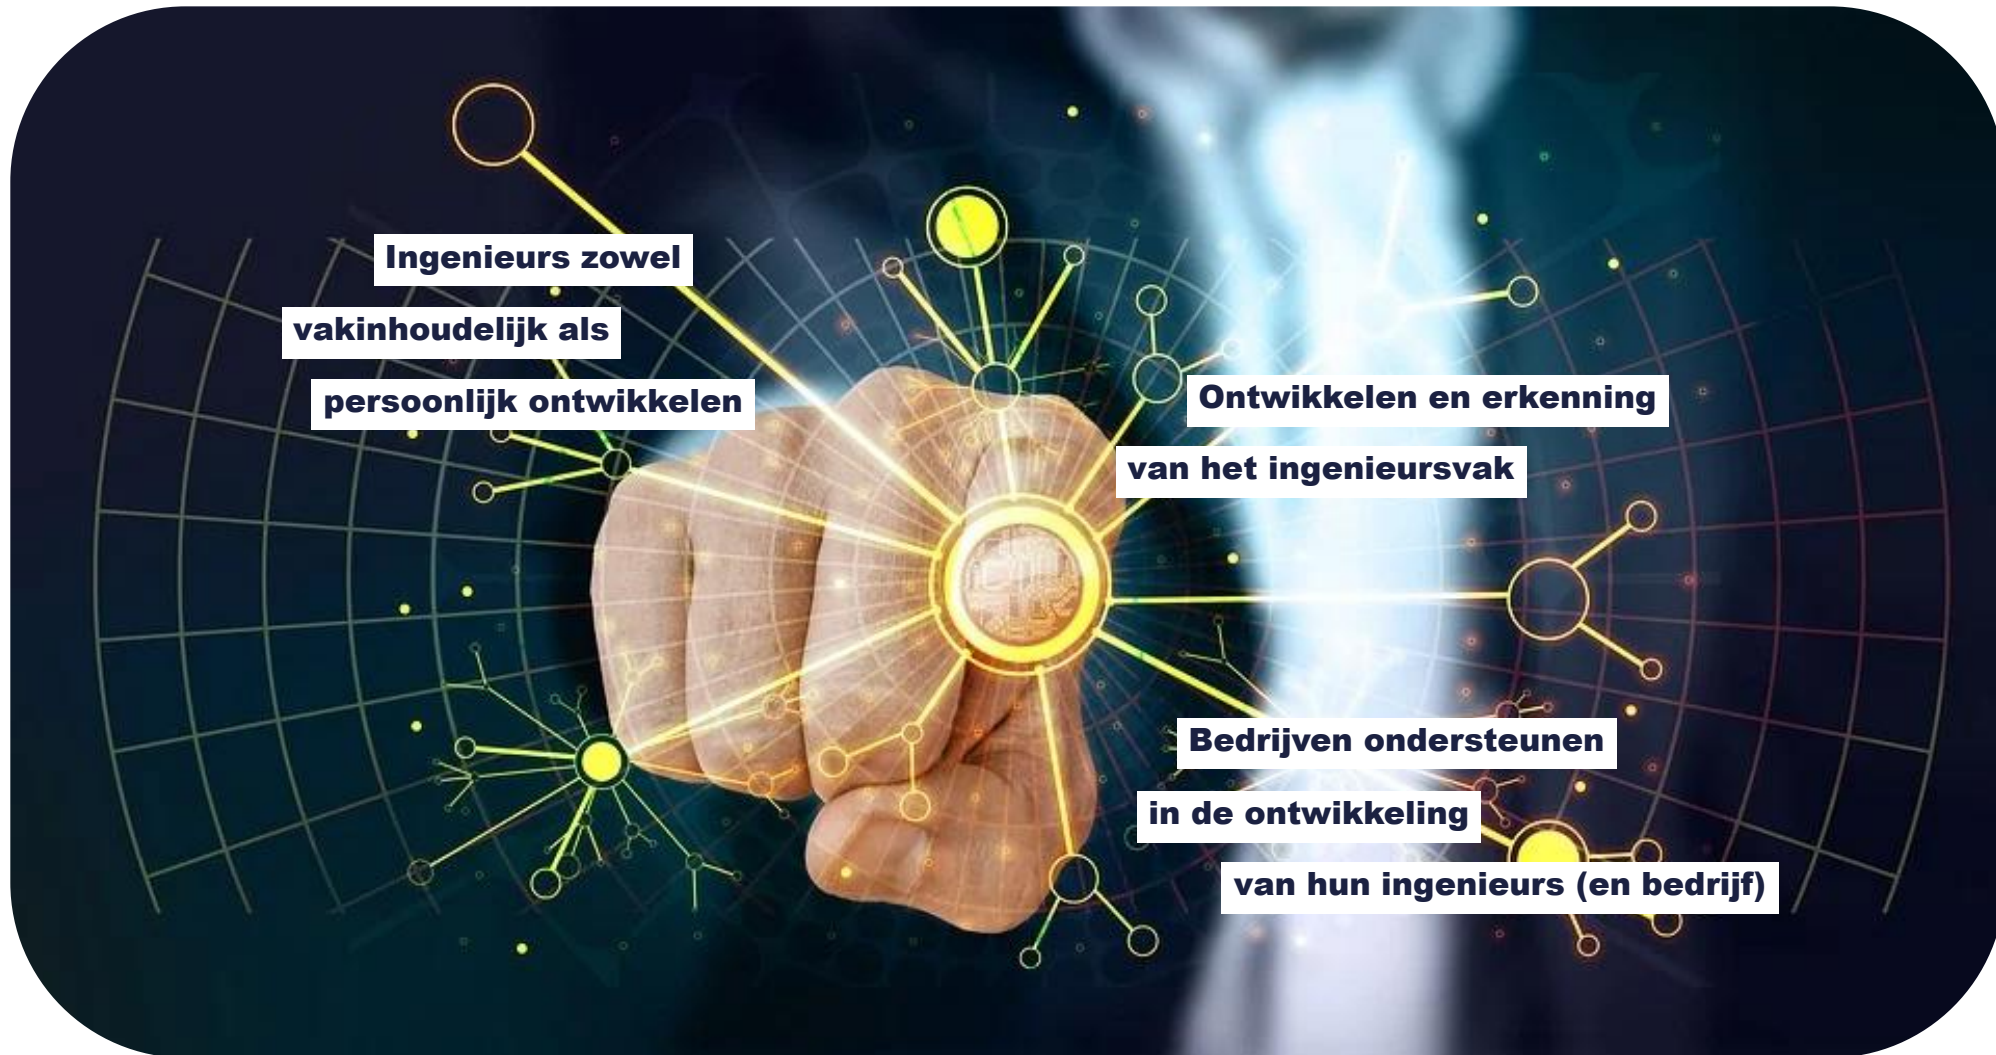 Ingenieurs zowel
vakinhoudelijk als
persoonlijk ontwikkelen
Ontwikkelen en erkenning
van het ingenieursvak
Bedrijven ondersteunen
in de ontwikkeling
van hun ingenieurs (en bedrijf)